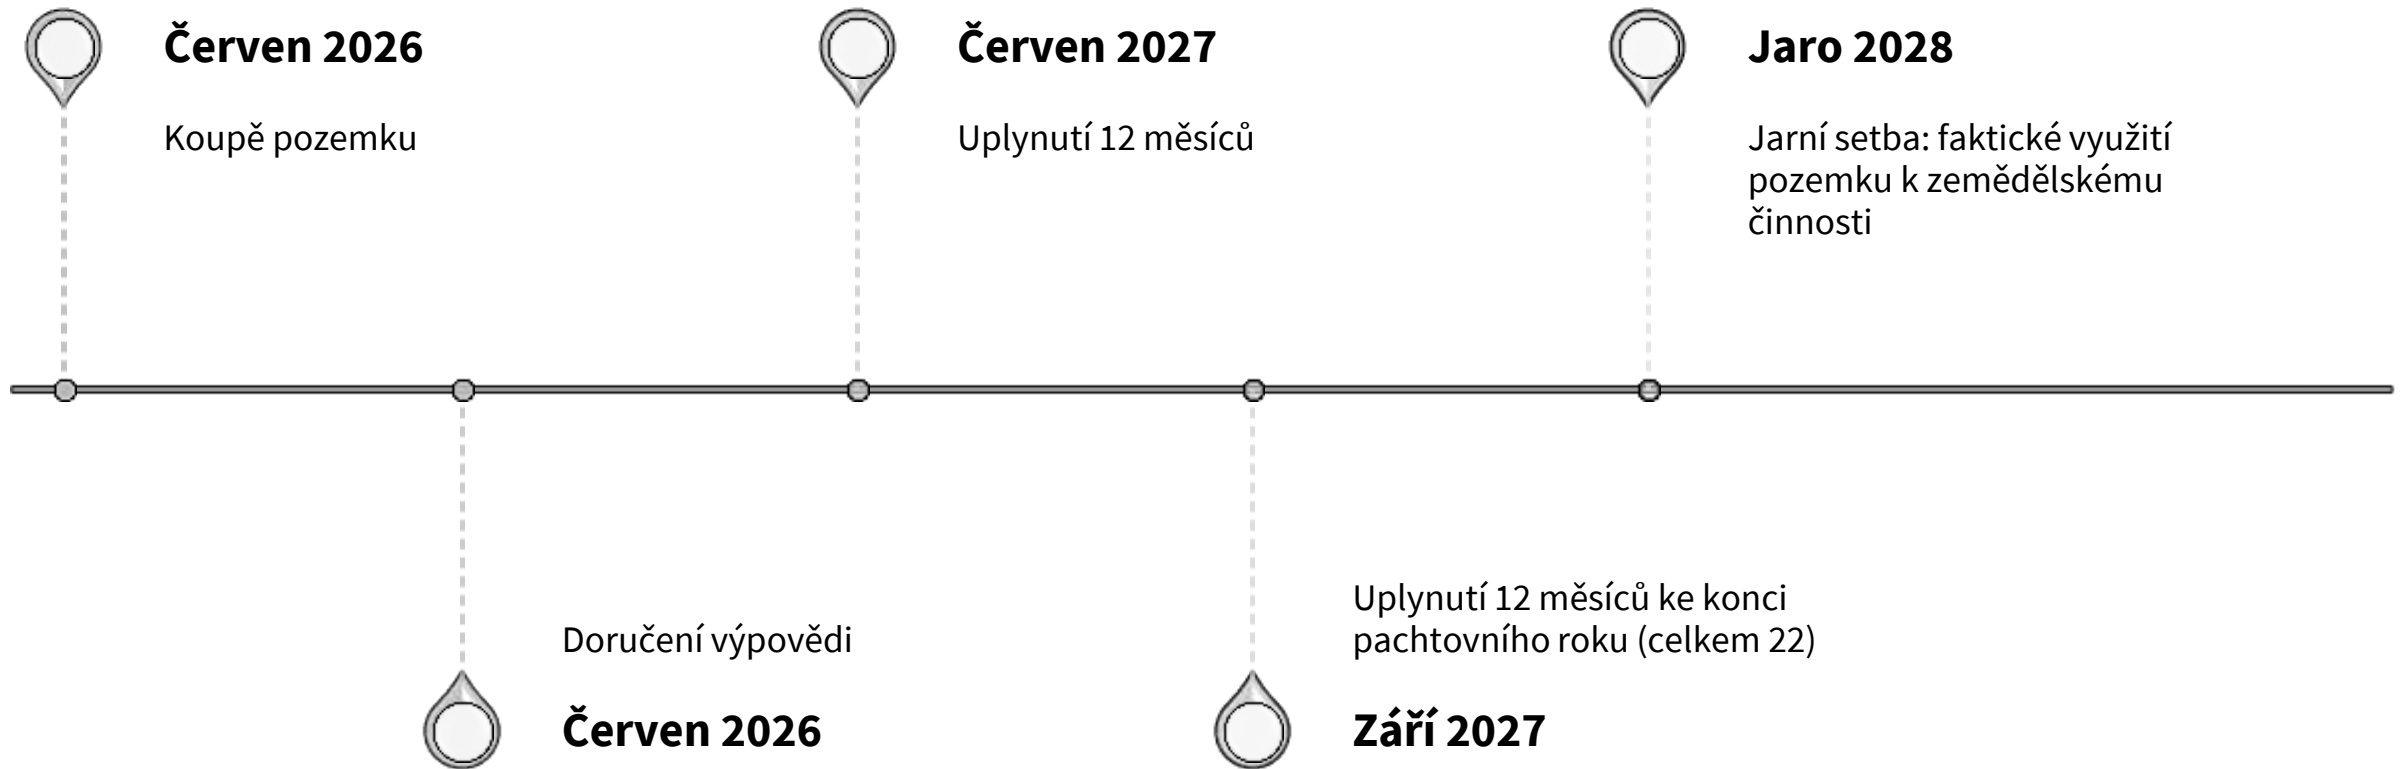 Červen 2026
Koupě pozemku
Doručení výpovědi
Červen 2026
Červen 2027
Uplynutí 12 měsíců
Uplynutí 12 měsíců ke konci
pachtovního roku (celkem 22)
Září 2027
Jaro 2028
Jarní setba: faktické využití
pozemku k zemědělskému
činnosti